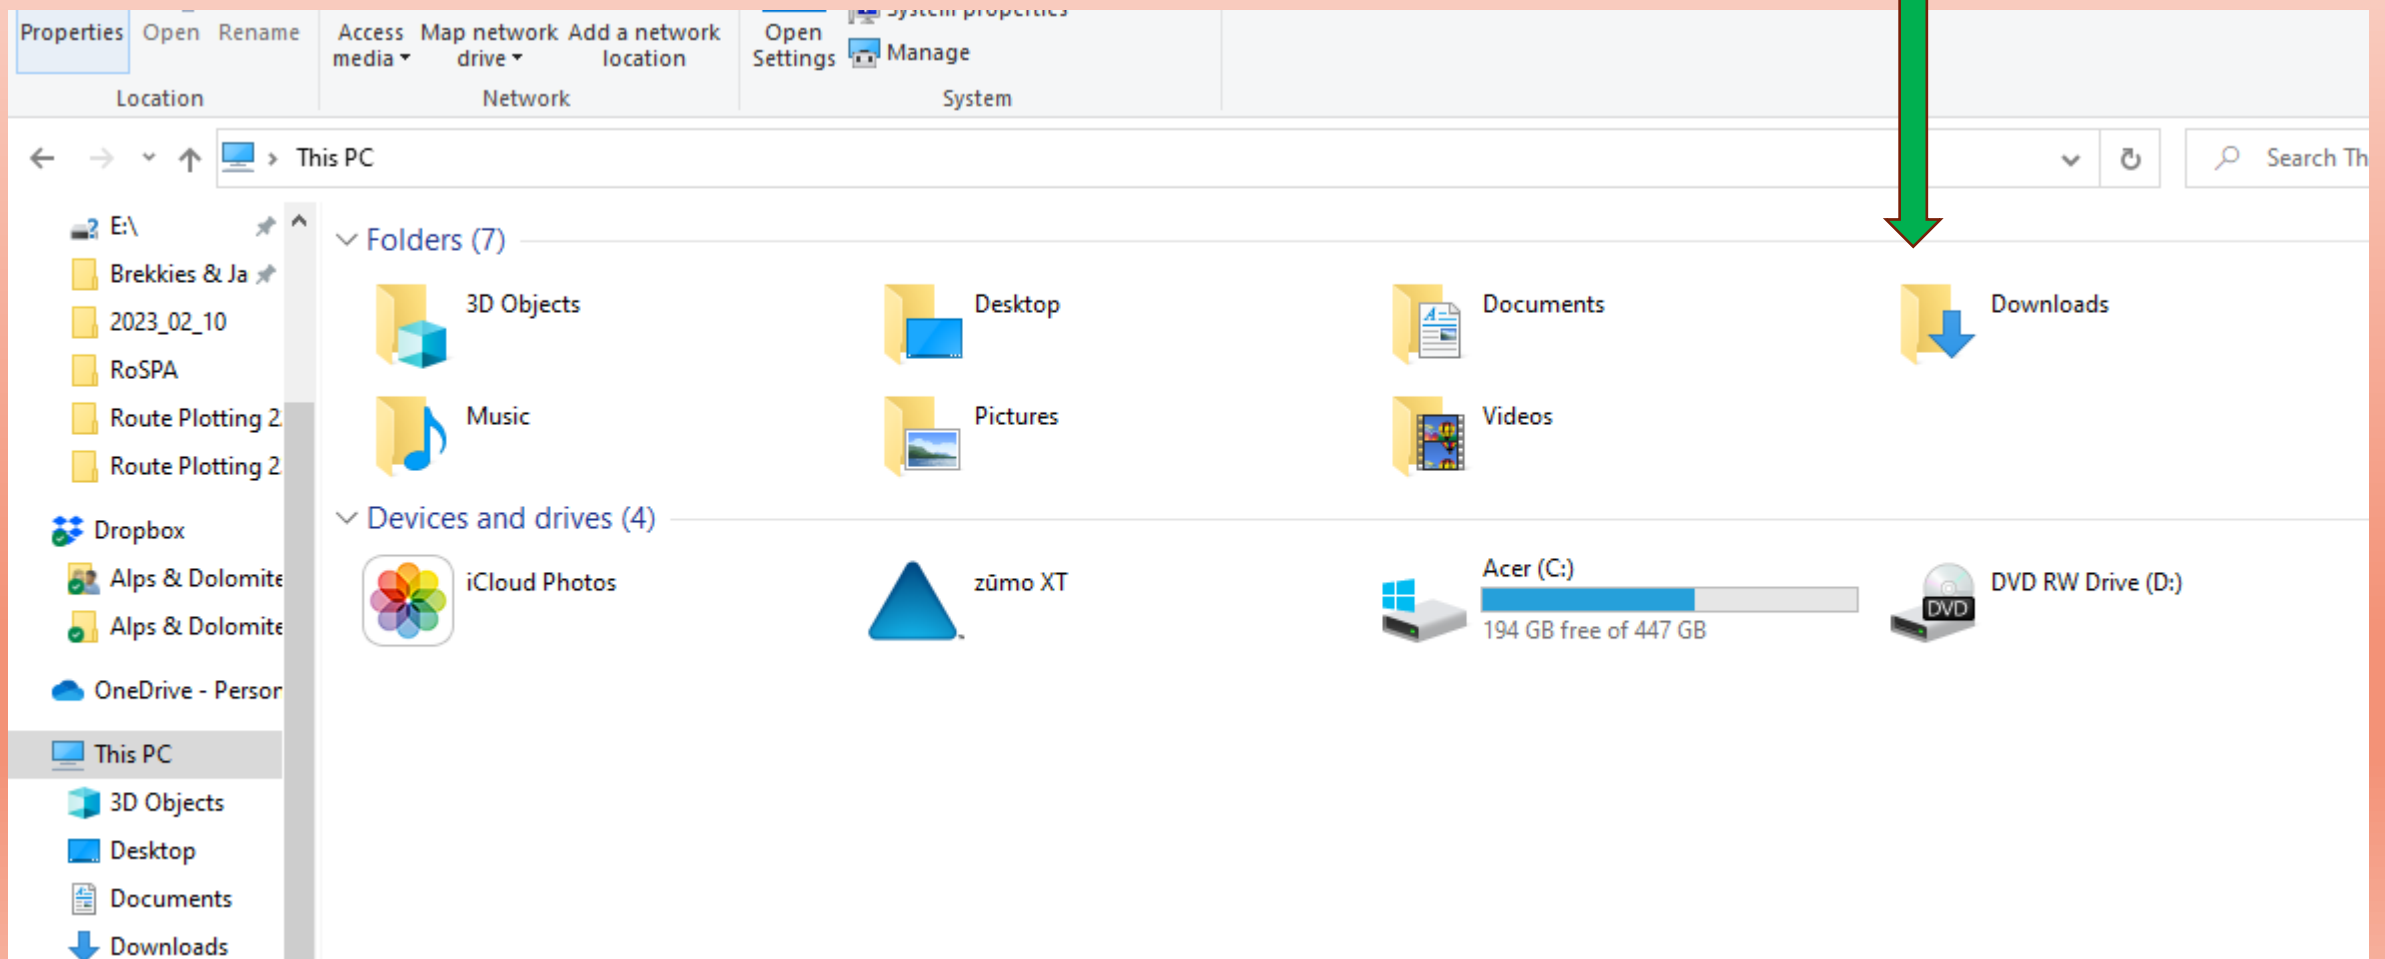 Properties Open Rename
Access media
Map network drive
Add a network location
Open Settings
System properties
Manage
Location
Network
System
This PC
Search Th
E:\
Brekkies & Ja
2023_02_10
RoSPA
Route Plotting 2
Route Plotting 2
Dropbox
Alps & Dolomite
Alps & Dolomite
OneDrive - Person
This PC
3D Objects
Desktop
Documents
Downloads
Folders (7)
3D Objects
Desktop
Documents
Downloads
Music
Pictures
Videos
Devices and drives (4)
iCloud Photos
zūmo XT
Acer (C:)
194 GB free of 447 GB
DVD RW Drive (D:)
DVD